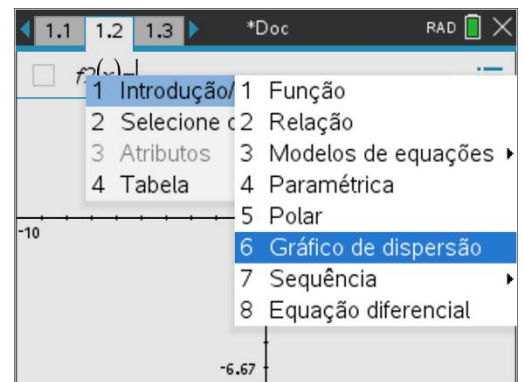 1.1 1.2 1.3 *Doc RAD
1 Introdução/
2 Selecione
3 Atributos
4 Tabela
1 Função
2 Relação
3 Modelos de equações
4 Paramétrica
5 Polar
6 Gráfico de dispersão
7 Sequência
8 Equação diferencial
-10
-6.67